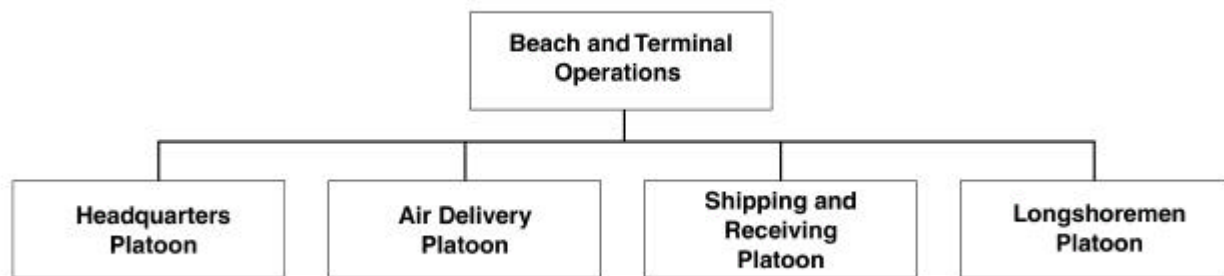 Beach and Terminal
Operations
Headquarters
Platoon
Air Delivery
Platoon
Shipping and
Receiving
Platoon
Longshoremen
Platoon